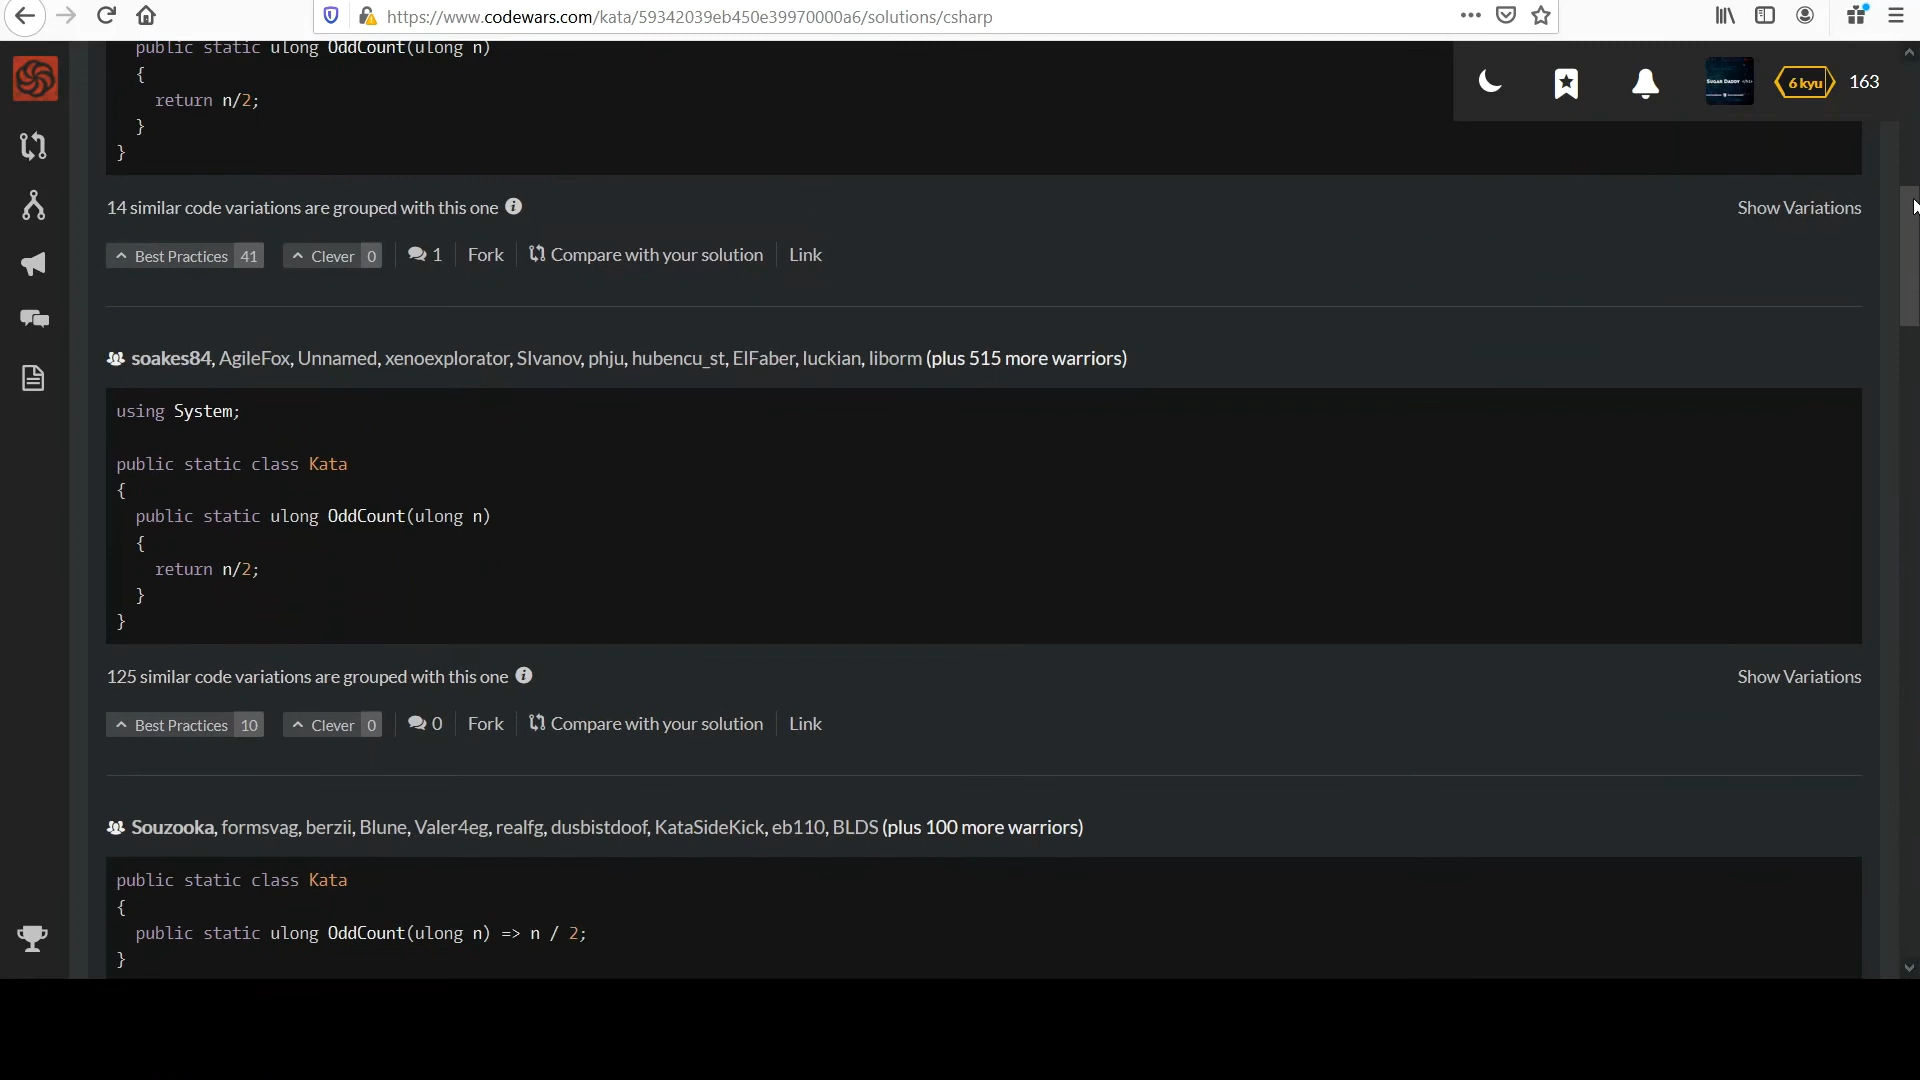 https://www.codewars.com/kata/59342039eb450e39970000a6/solutions/csharp
public static ulong OddCount(ulong n)
{
return n/2;
}
}
SUGAR DADDY
6 kyu
163
14 similar code variations are grouped with this one
Show Variations
Best Practices 41 Clever 0 1 Fork Compare with your solution Link
soakes84, AgileFox, Unnamed, xenoexplorator, SIvanov, phju, hubencu_st, ElFaber, luckian, liborm (plus 515 more warriors)
using System;
public static class Kata
{
public static ulong OddCount(ulong n)
{
return n/2;
}
}
125 similar code variations are grouped with this one
Show Variations
Best Practices 10 Clever 0 0 Fork Compare with your solution Link
Souzooka, formsvag, berzii, Blune, Valer4eg, realfg, dusbistdoof, KataSideKick, eb110, BLDS (plus 100 more warriors)
public static class Kata
{
public static ulong OddCount(ulong n) => n / 2;
}